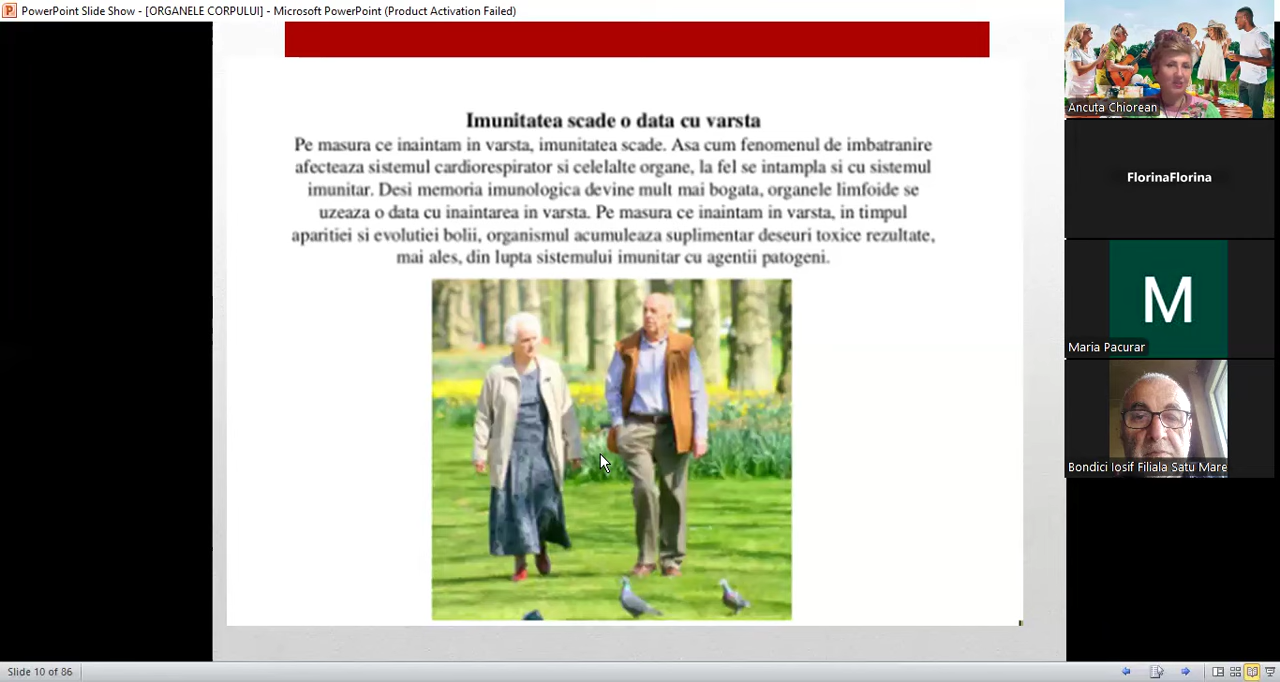 PowerPoint Slide Show - [ORGANELE CORPULUI] - Microsoft PowerPoint (Product Activation Failed)
Imunitatea scade o data cu varsta
Pe masura ce inaintam in varsta, imunitatea scade. Asa cum fenomenul de imbatranire
afecteaza sistemul cardiorespirator si celelalte organe, la fel se intampla si cu sistemul
imunitar. Desi memoria imunologica devine mult mai bogata, organele limfoide se
uzeaza o data cu inaintarea in varsta. Pe masura ce inaintam in varsta, in timpul
aparitiei si evolutiei bolii, organismul acumuleaza suplimentar deseuri toxice rezultate,
mai ales, din lupta sistemului imunitar cu agentii patogeni.
Ancuța Chiorean
FlorinaFlorina
M
Maria Pacurar
Bondici Iosif Filiala Satu Mare
Slide 10 of 86